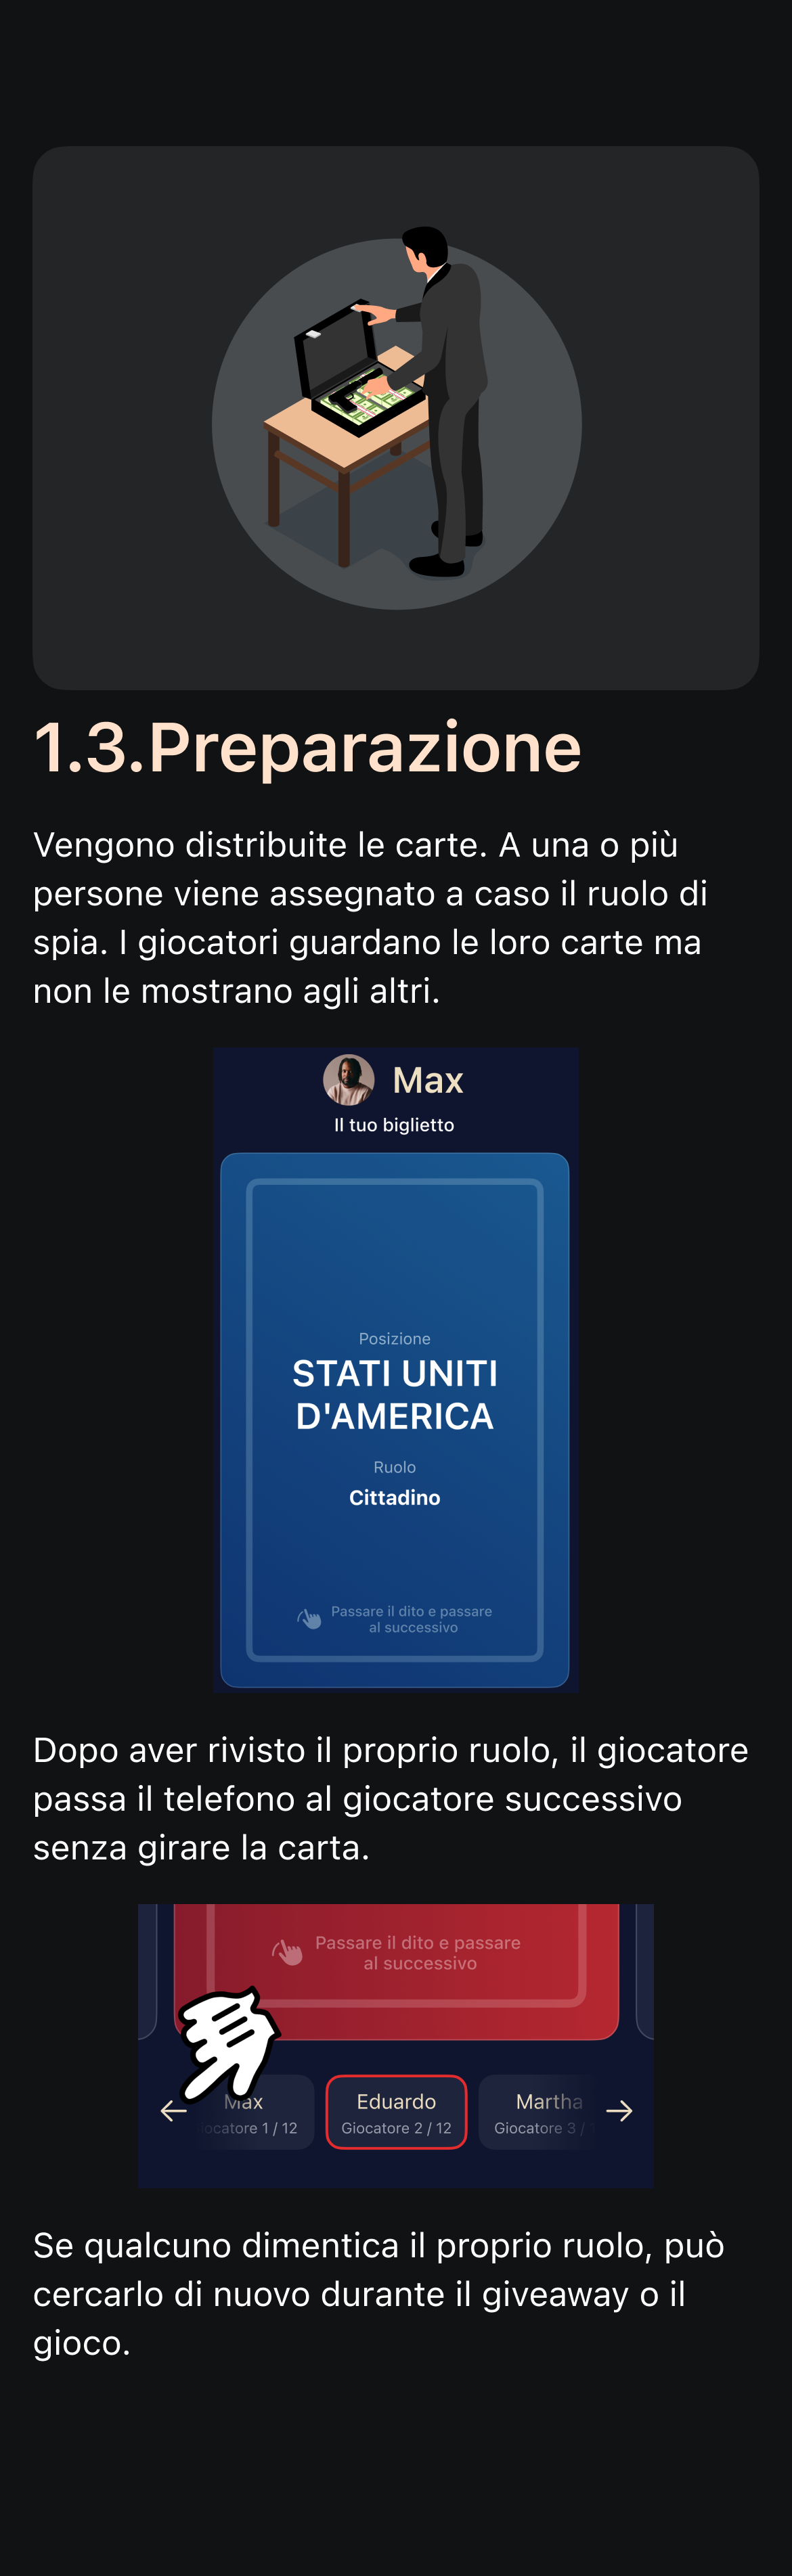 1.3.Preparazione
Vengono distribuite le carte. A una o più
persone viene assegnato a caso il ruolo di
spia. I giocatori guardano le loro carte ma
non le mostrano agli altri.
Max
Il tuo biglietto
Posizione
STATI UNITI
D'AMERICA
Ruolo
Cittadino
Passare il dito e passare
al successivo
Dopo aver rivisto il proprio ruolo, il giocatore
passa il telefono al giocatore successivo
senza girare la carta.
Passare il dito e passare
al successivo
Max
ocatore 1 / 12
Eduardo
Giocatore 2 / 12
Martha
Giocatore 3 /
Se qualcuno dimentica il proprio ruolo, può
cercarlo di nuovo durante il giveaway o il
gioco.